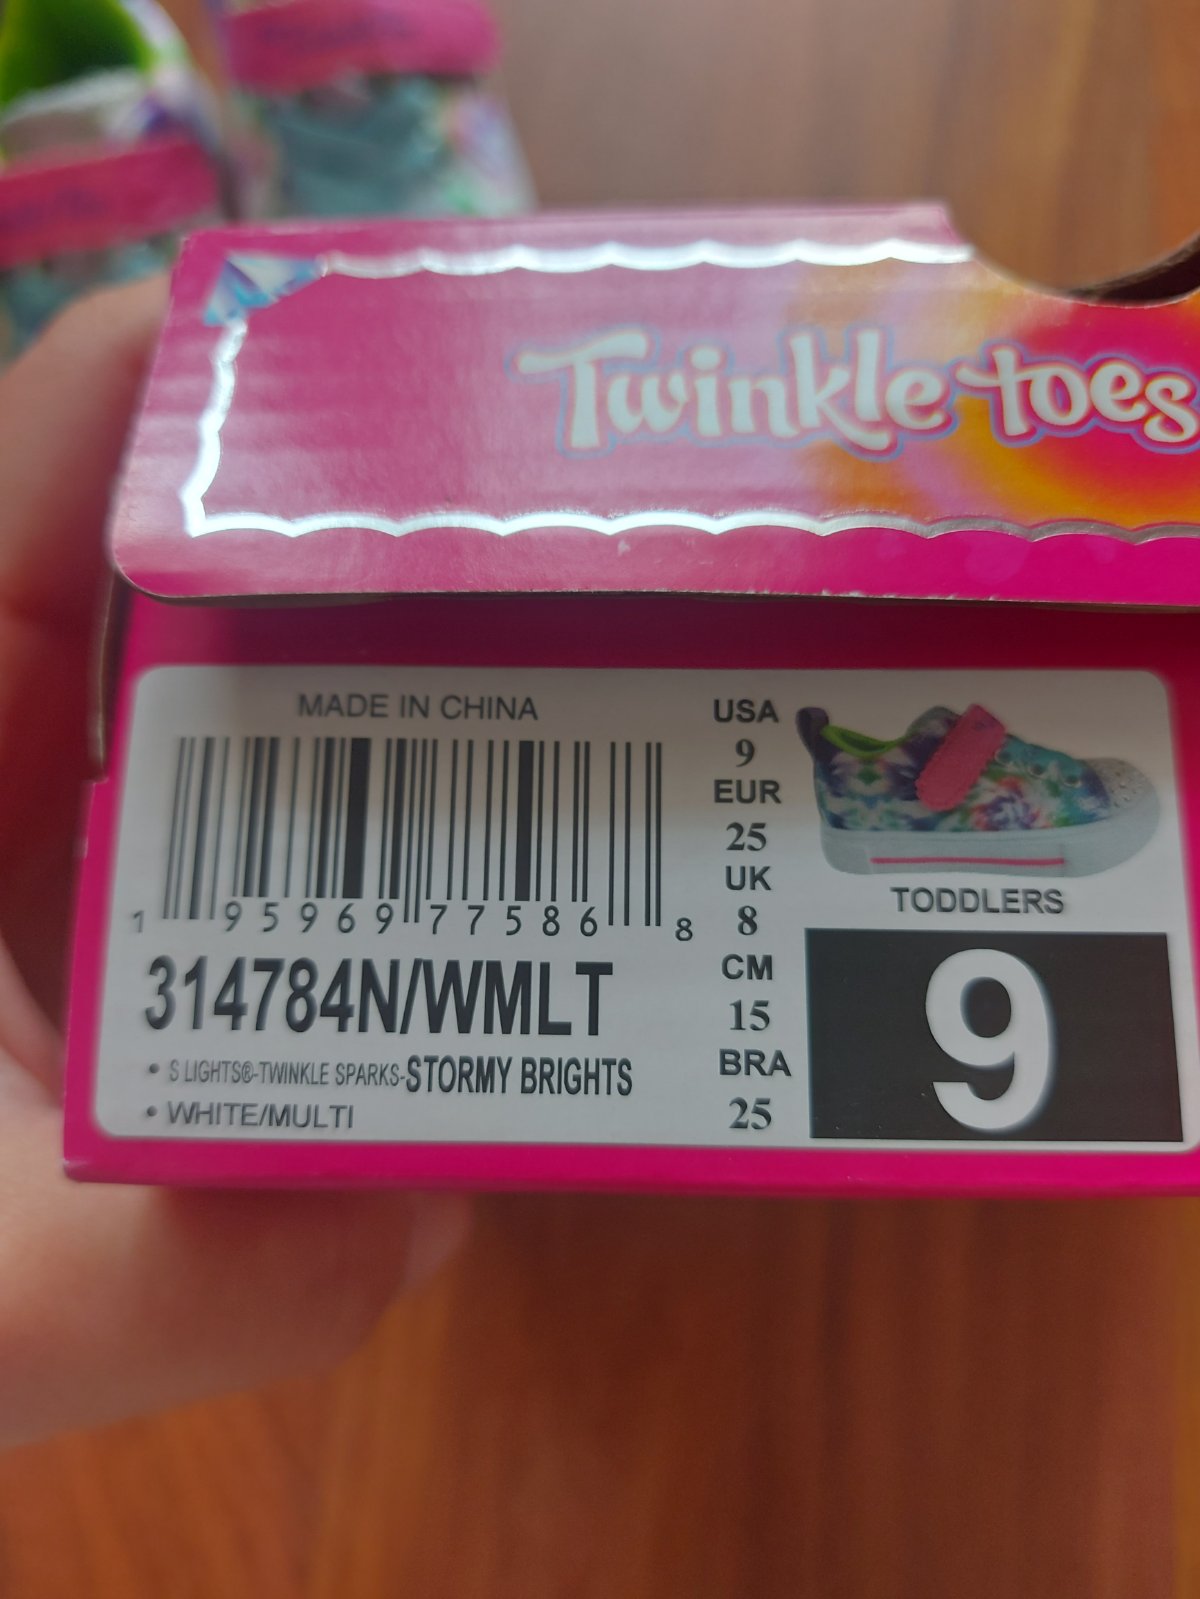 Twinkle toes
MADE IN CHINA
1 95969 77586 8
314784N/WMLT
• S LIGHTS®-TWINKLE SPARKS-STORMY BRIGHTS
• WHITE/MULTI
USA
9
EUR
25
UK
8
CM
15
BRA
25
TODDLERS
9